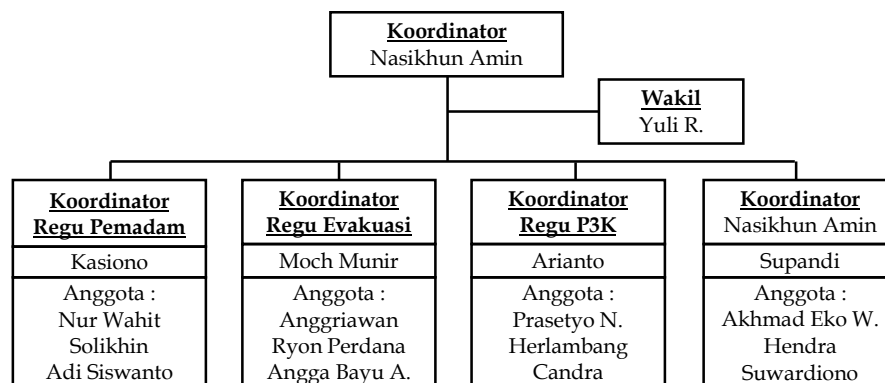 Koordinator
Nasikhun Amin
Wakil
Yuli R.
Koordinator
Regu Pemadam
Kasiono
Anggota :
Nur Wahit
Solikhin
Adi Siswanto
Koordinator
Regu Evakuasi
Moch Munir
Anggota :
Anggriawan
Ryon Perdana
Angga Bayu A.
Koordinator
Regu P3K
Arianto
Anggota :
Prasetyo N.
Herlambang
Candra
Koordinator
Nasikhun Amin
Supandi
Anggota :
Akhmad Eko W.
Hendra
Suwardiono